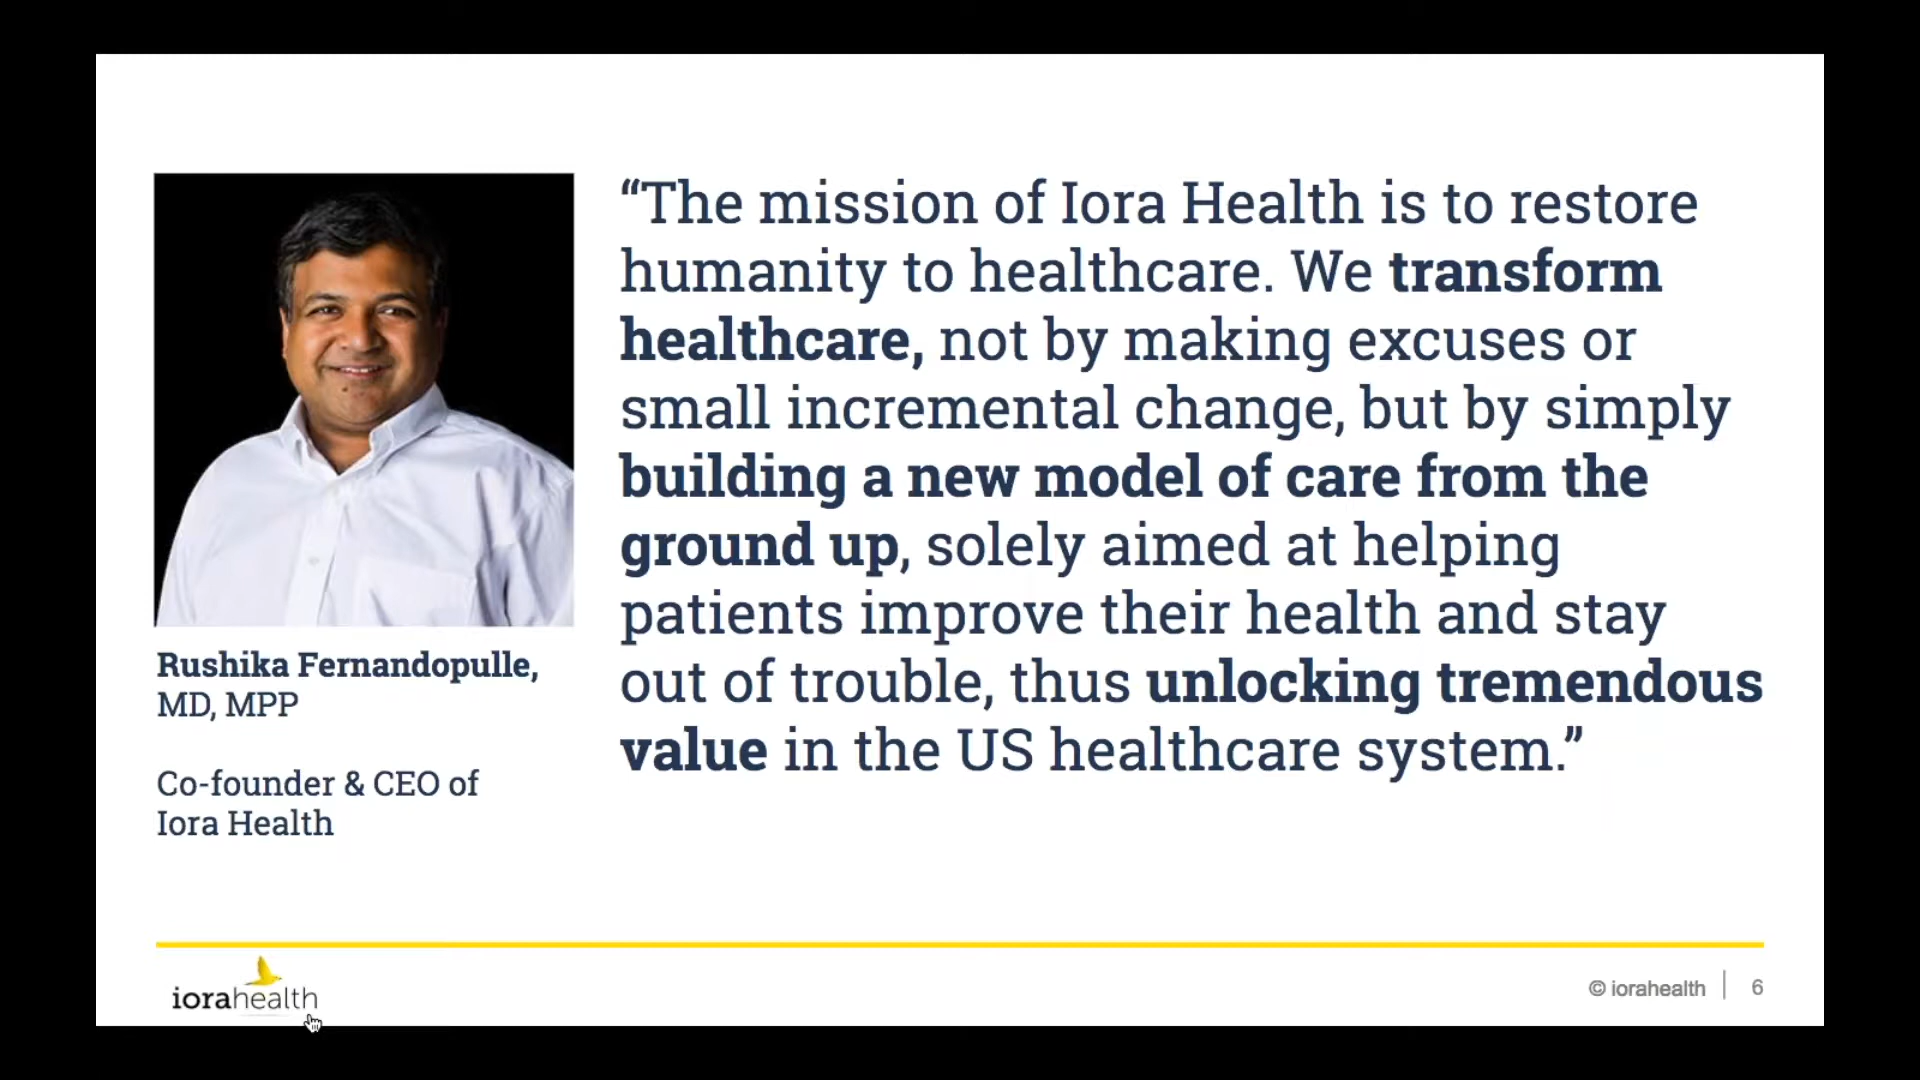 “The mission of Iora Health is to restore
humanity to healthcare. We transform
healthcare, not by making excuses or
small incremental change, but by simply
building a new model of care from the
ground up, solely aimed at helping
patients improve their health and stay
out of trouble, thus unlocking tremendous
value in the US healthcare system.”
Rushika Fernandopulle,
MD, MPP
Co-founder & CEO of
Iora Health
iorahealth
© iorahealth | 6